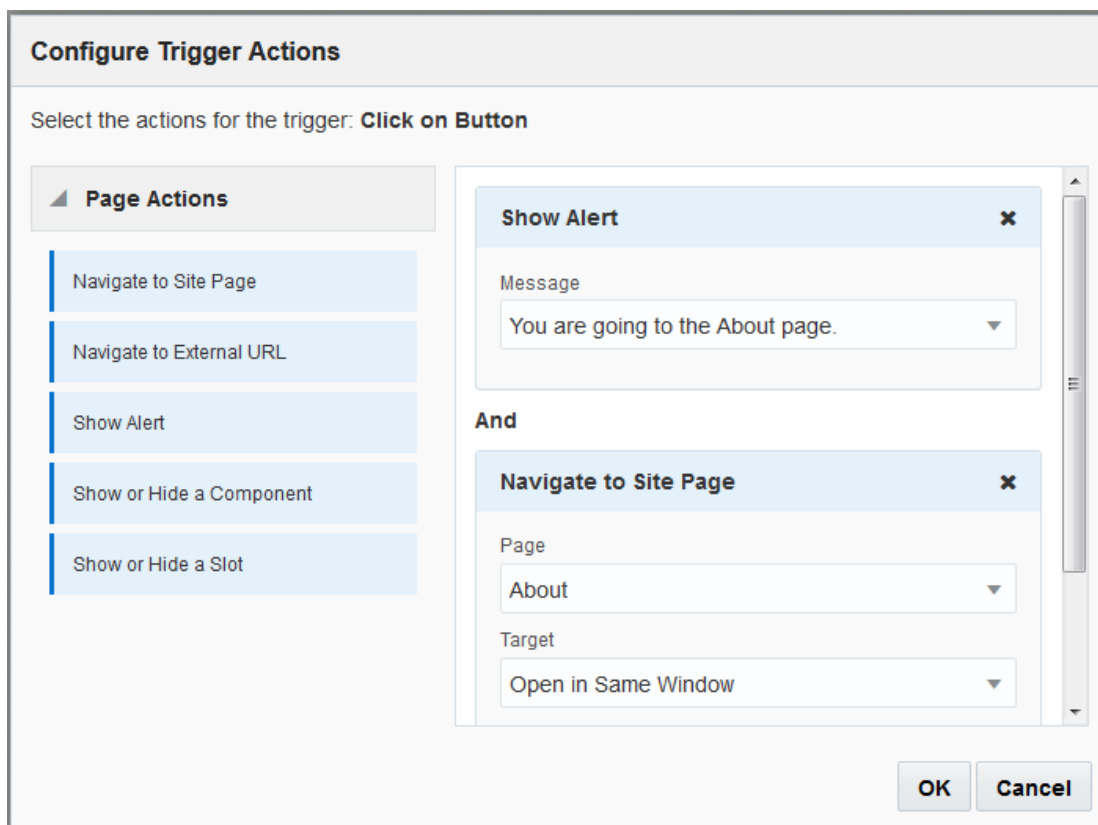 Configure Trigger Actions
Select the actions for the trigger: Click on Button
Page Actions
Navigate to Site Page
Navigate to External URL
Show Alert
Show or Hide a Component
Show or Hide a Slot
Show Alert
Message
You are going to the About page.
And
Navigate to Site Page
Page
About
Target
Open in Same Window
OK
Cancel